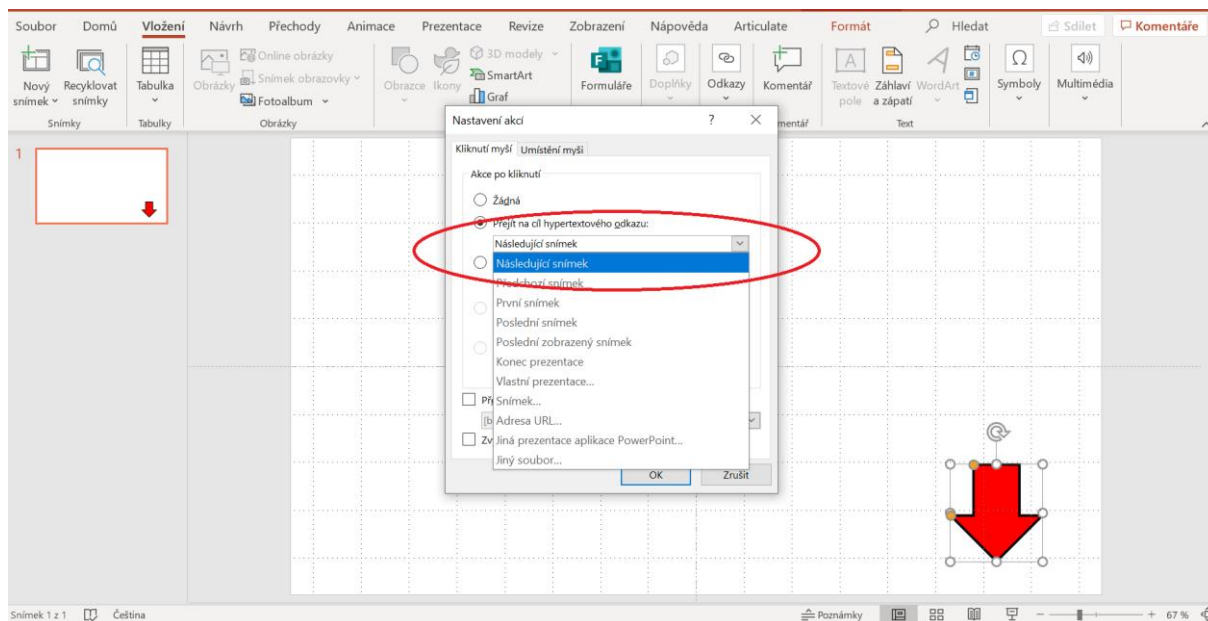 Soubor Domů Vložení Návrh Přechody Animace Prezentace Revize Zobrazení Nápověda Articulate Formát Hledat Sdílet Komentáře
Nový snímek
Recyklovat snímky
Tabulka
Obrázky
Online obrázky
Snímek obrazovky
Fotoalbum
Obrazce
Ikony
3D modely
SmartArt
Graf
Formuláře
Doplňky
Odkazy
Komentář
Textové pole
Záhlaví a zápatí
WordArt
Symboly
Multimédia
Snímky Tabulky Obrázky mentář Text
1
Nastavení akcí ?
Kliknutí myší Umístění myši
Akce po kliknutí
Žádná
Přejít na cíl hypertextového odkazu:
Následující snímek
Následující snímek
Předchozí snímek
První snímek
Poslední snímek
Poslední zobrazený snímek
Konec prezentace
Vlastní prezentace...
Př Snímek...
[b Adresa URL...
Zv Jiná prezentace aplikace PowerPoint...
Jiný soubor...
OK Zrušit
Snímek 1 z 1 Čeština Poznámky 67 %